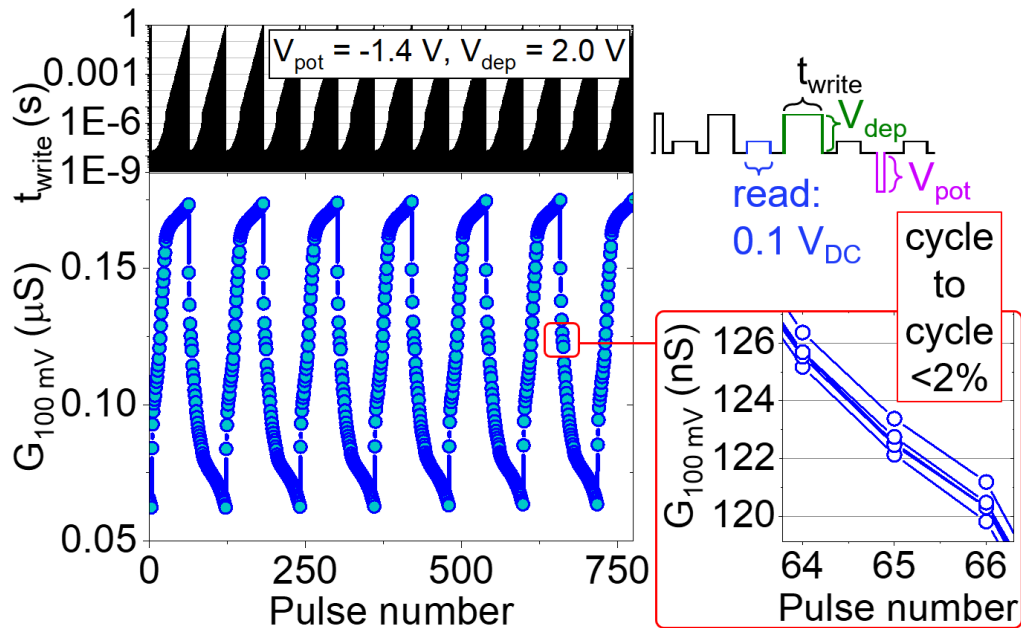 V_pot = -1.4 V, V_dep = 2.0 V
1
0.001
1E-6
1E-9
t_write (s)
0.15
0.10
0.05
G_100 mV (μS)
0
250
500
750
Pulse number
t_write
V_dep
V_pot
read:
0.1 V_DC
cycle
to
cycle
<2%
126
124
122
120
G_100 mV (nS)
64
65
66
Pulse number